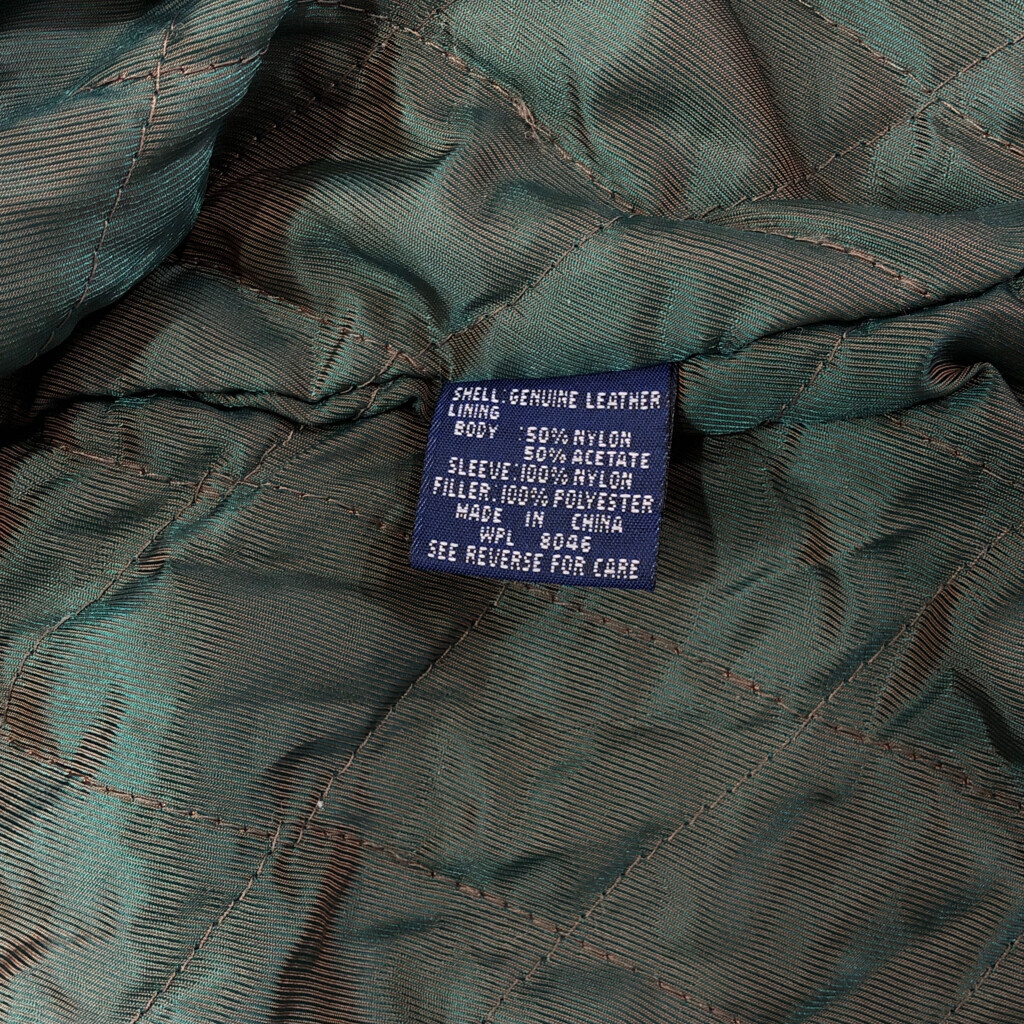 SHELL: GENUINE LEATHER
LINING
BODY : 50% NYLON
50% ACETATE
SLEEVE: 100% NYLON
FILLER: 100% POLYESTER
MADE IN CHINA
WPL 8046
SEE REVERSE FOR CARE